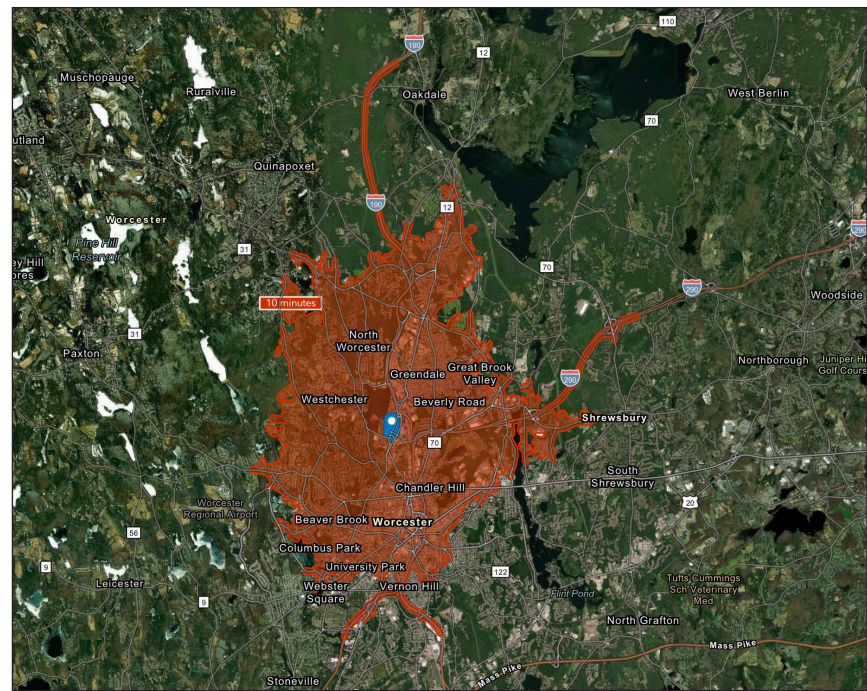 110
190
12
Muschopauge
Ruralville
Oakdale
West Berlin
70
utland
Quinapoxet
190
12
Worcester
Pine Hill
Reservoir
31
290
ey Hill
ores
70
290
Woodside
10 minutes
31
North
Worcester
Paxton
Great Brook
Valley
Greendale
290
Northborough
Juniper Hi
Golf Cours
Westchester
Beverly Road
Shrewsbury
70
South
Shrewsbury
Chandler Hill
Worcester
Regional Airport
20
Beaver Brook
Worcester
56
Columbus Park
9
University Park
122
Leicester
Webster
Square
Vernon Hill
Tufts Cummings
Sch Veterinary
Med
9
Flint Pond
North Grafton
Mass Pike
Mass Pike
Stoneville